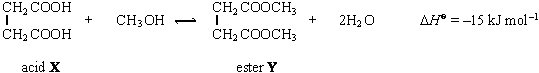 CH₂COOH CH₂COOCH₃
| + CH₃OH ⇌ | + 2H₂O ΔH⊖ = –15 kJ mol⁻¹
CH₂COOH CH₂COOCH₃
acid X ester Y